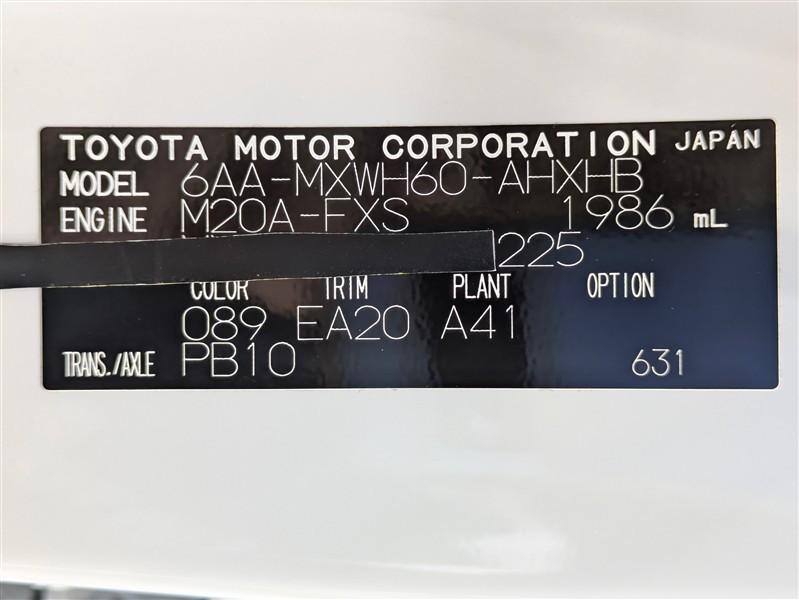 TOYOTA MOTOR CORPORATION JAPAN
MODEL 6AA-MXWH60-AHXHB
ENGINE M20A-FXS 1986 mL
225
COLOR TRIM PLANT OPTION
089 EA20 A41
TRANS./AXLE PB10 631